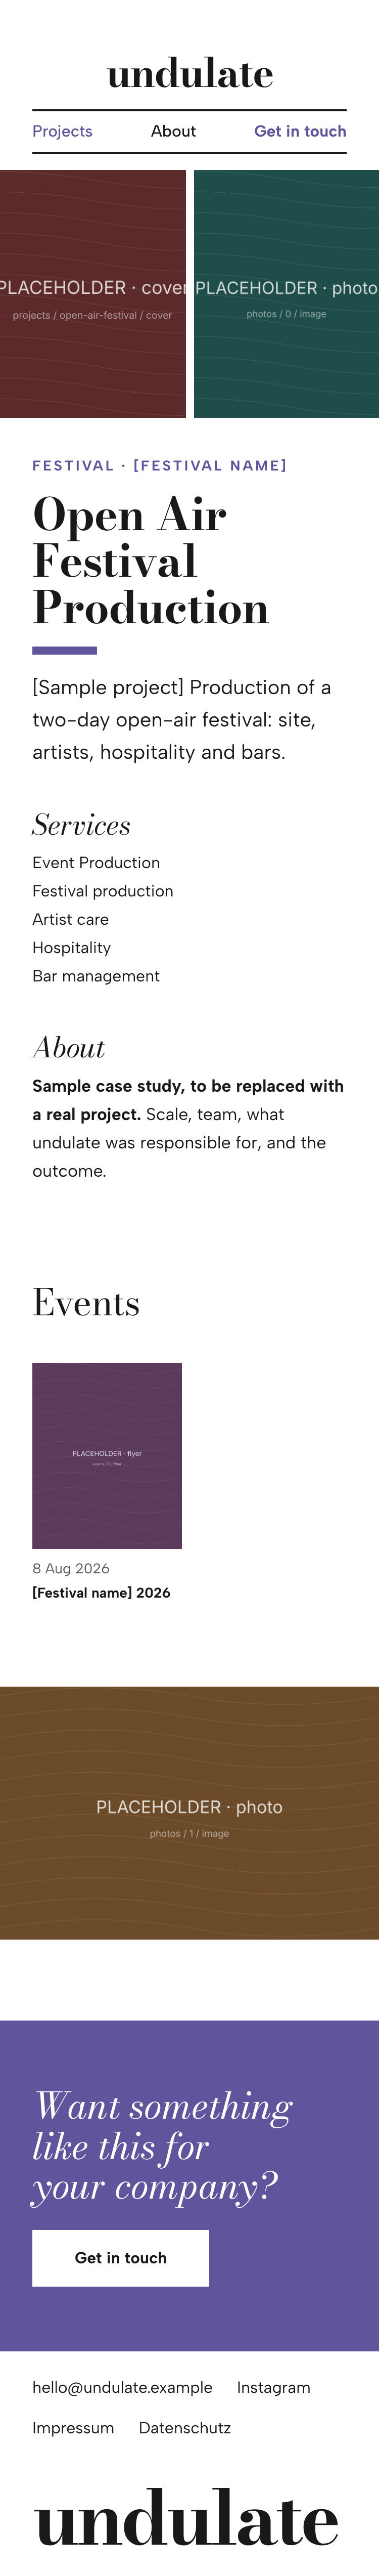 undulate
Projects About Get in touch
PLACEHOLDER · cover PLACEHOLDER · photo
projects / open-air-festival / cover photos / 0 / image
FESTIVAL · [FESTIVAL NAME]
Open Air
Festival
Production
[Sample project] Production of a
two-day open-air festival: site,
artists, hospitality and bars.
Services
Event Production
Festival production
Artist care
Hospitality
Bar management
About
Sample case study, to be replaced with
a real project. Scale, team, what
undulate was responsible for, and the
outcome.
Events
PLACEHOLDER · flyer
8 Aug 2026
[Festival name] 2026
PLACEHOLDER · photo
photos / 1 / image
Want something
like this for
your company?
Get in touch
hello@undulate.example Instagram
Impressum Datenschutz
undulate